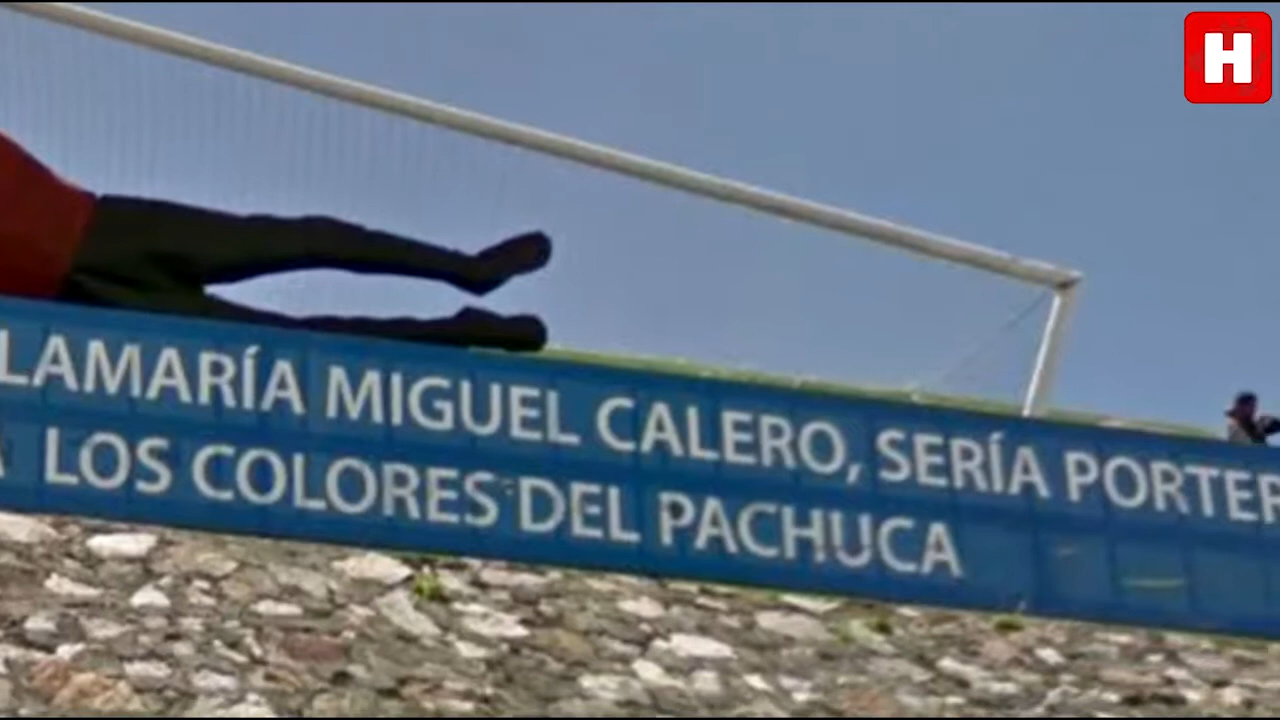 H
LAMARÍA MIGUEL CALERO, SERÍA PORTER
LOS COLORES DEL PACHUCA